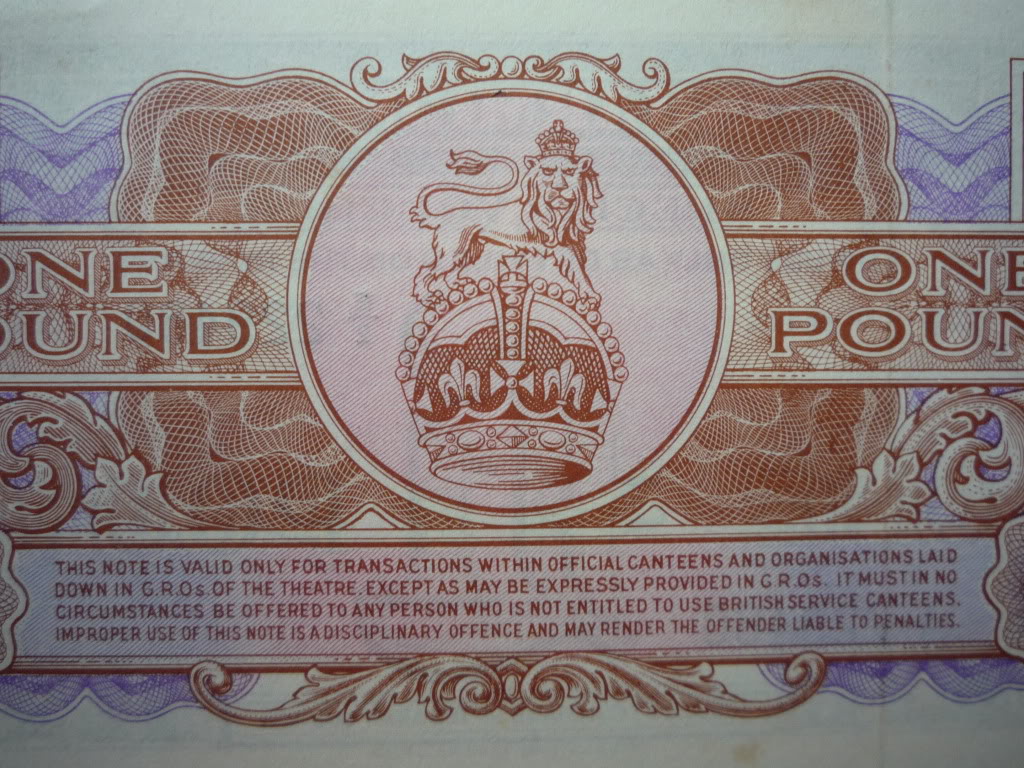 ONE
OUND
ONE
POUN
THIS NOTE IS VALID ONLY FOR TRANSACTIONS WITHIN OFFICIAL CANTEENS AND ORGANISATIONS LAID
DOWN IN G.R.Os. OF THE THEATRE. EXCEPT AS MAY BE EXPRESSLY PROVIDED IN G.R.Os. IT MUST IN NO
CIRCUMSTANCES BE OFFERED TO ANY PERSON WHO IS NOT ENTITLED TO USE BRITISH SERVICE CANTEENS.
IMPROPER USE OF THIS NOTE IS A DISCIPLINARY OFFENCE AND MAY RENDER THE OFFENDER LIABLE TO PENALTIES.